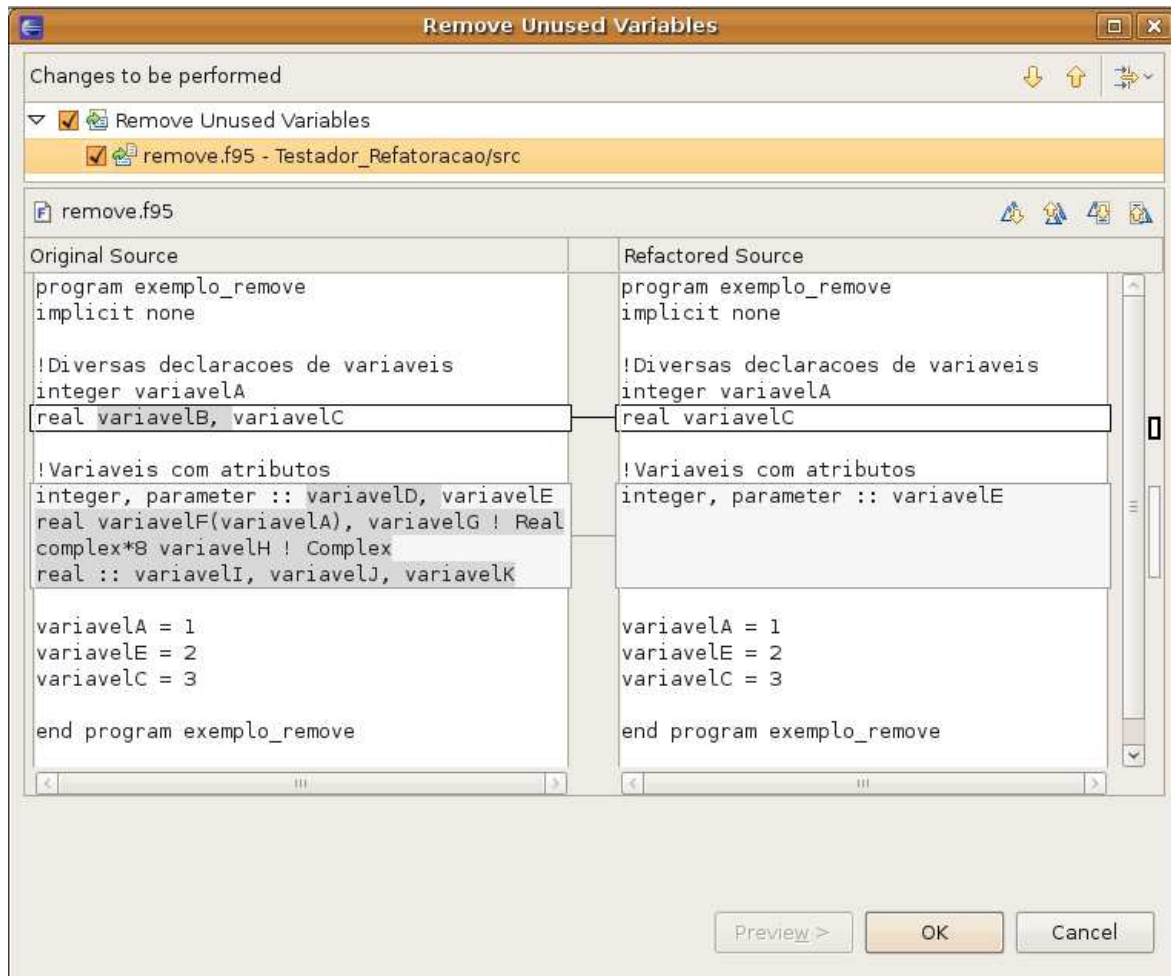 Remove Unused Variables
Changes to be performed
Remove Unused Variables
remove.f95 - Testador_Refatoracao/src
remove.f95
Original Source
program exemplo_remove
implicit none
!Diversas declaracoes de variaveis
integer variavelA
real variavelB, variavelC
!Variaveis com atributos
integer, parameter :: variavelD, variavelE
real variavelF(variavelA), variavelG ! Real
complex*8 variavelH ! Complex
real :: variavelI, variavelJ, variavelK
variavelA = 1
variavelE = 2
variavelC = 3
end program exemplo_remove
Refactored Source
program exemplo_remove
implicit none
!Diversas declaracoes de variaveis
integer variavelA
real variavelC
!Variaveis com atributos
integer, parameter :: variavelE
variavelA = 1
variavelE = 2
variavelC = 3
end program exemplo_remove
Preview >
OK
Cancel